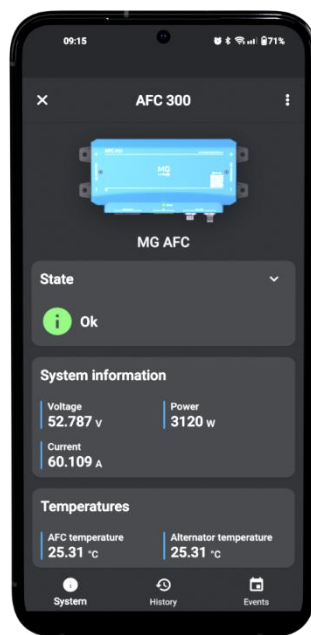 09:15
71%
AFC 300
MG
MG AFC
State
Ok
System information
Voltage
Power
52.787 V
3120 W
Current
60.109 A
Temperatures
AFC temperature
Alternator temperature
25.31 °C
25.31 °C
System
History
Events